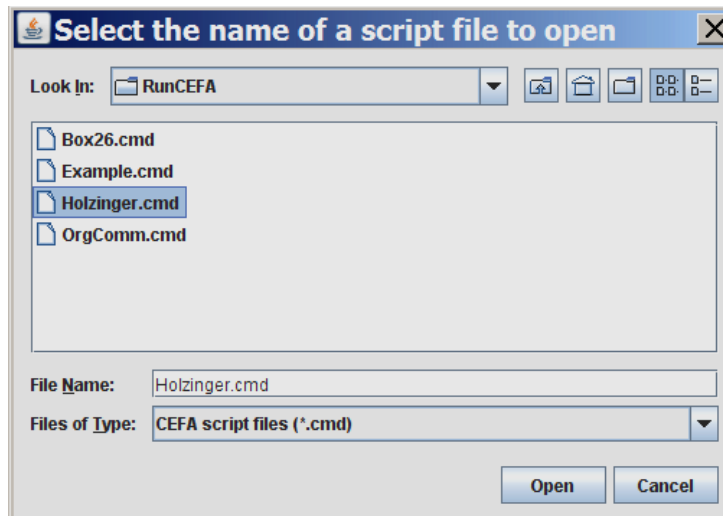 Select the name of a script file to open
Look In: RunCEFA
Box26.cmd
Example.cmd
Holzinger.cmd
OrgComm.cmd
File Name: Holzinger.cmd
Files of Type: CEFA script files (*.cmd)
Open Cancel